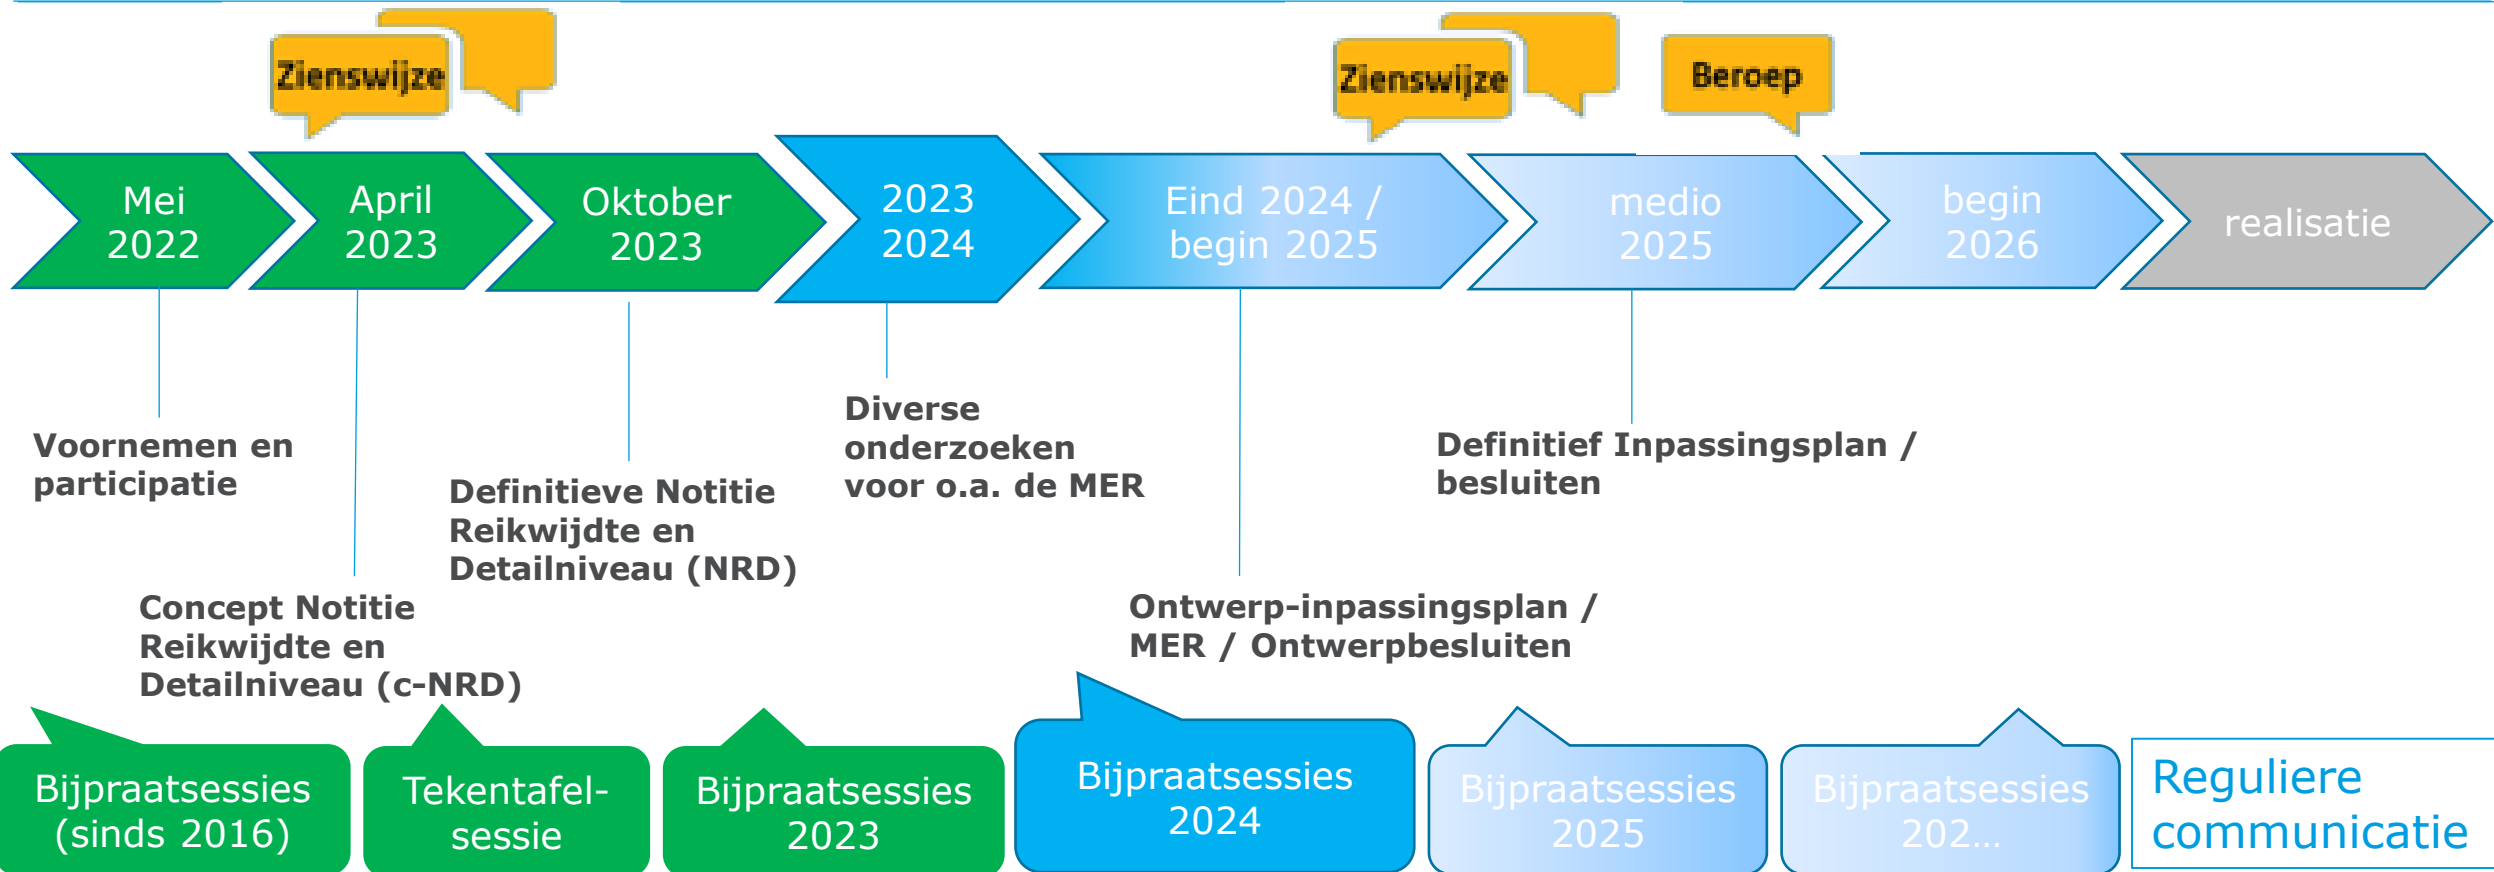 Zienswijze
Zienswijze
Beroep
Mei
2022
April
2023
Oktober
2023
2023
2024
Eind 2024 /
begin 2025
medio
2025
begin
2026
realisatie
Voornemen en
participatie
Concept Notitie
Reikwijdte en
Detailniveau (c-NRD)
Definitieve Notitie
Reikwijdte en
Detailniveau (NRD)
Diverse
onderzoeken
voor o.a. de MER
Ontwerp-inpassingsplan /
MER / Ontwerpbesluiten
Definitief Inpassingsplan /
besluiten
Bijpraatsessies
(sinds 2016)
Tekentafel-
sessie
Bijpraatsessies
2023
Bijpraatsessies
2024
Bijpraatsessies
2025
Bijpraatsessies
202...
Reguliere
communicatie